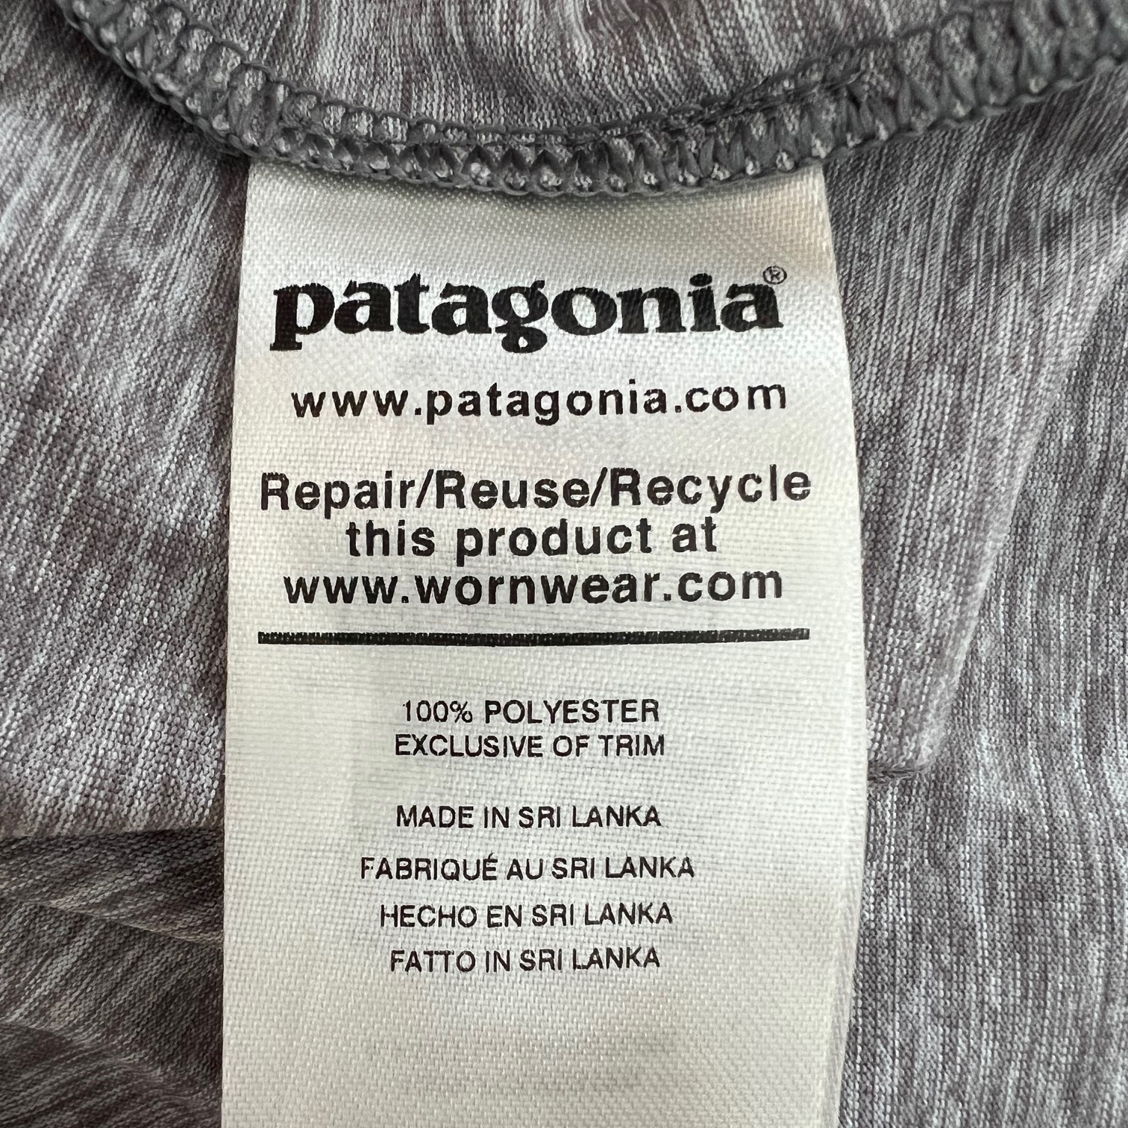 patagonia®
www.patagonia.com
Repair/Reuse/Recycle
this product at
www.wornwear.com
100% POLYESTER
EXCLUSIVE OF TRIM
MADE IN SRI LANKA
FABRIQUÉ AU SRI LANKA
HECHO EN SRI LANKA
FATTO IN SRI LANKA